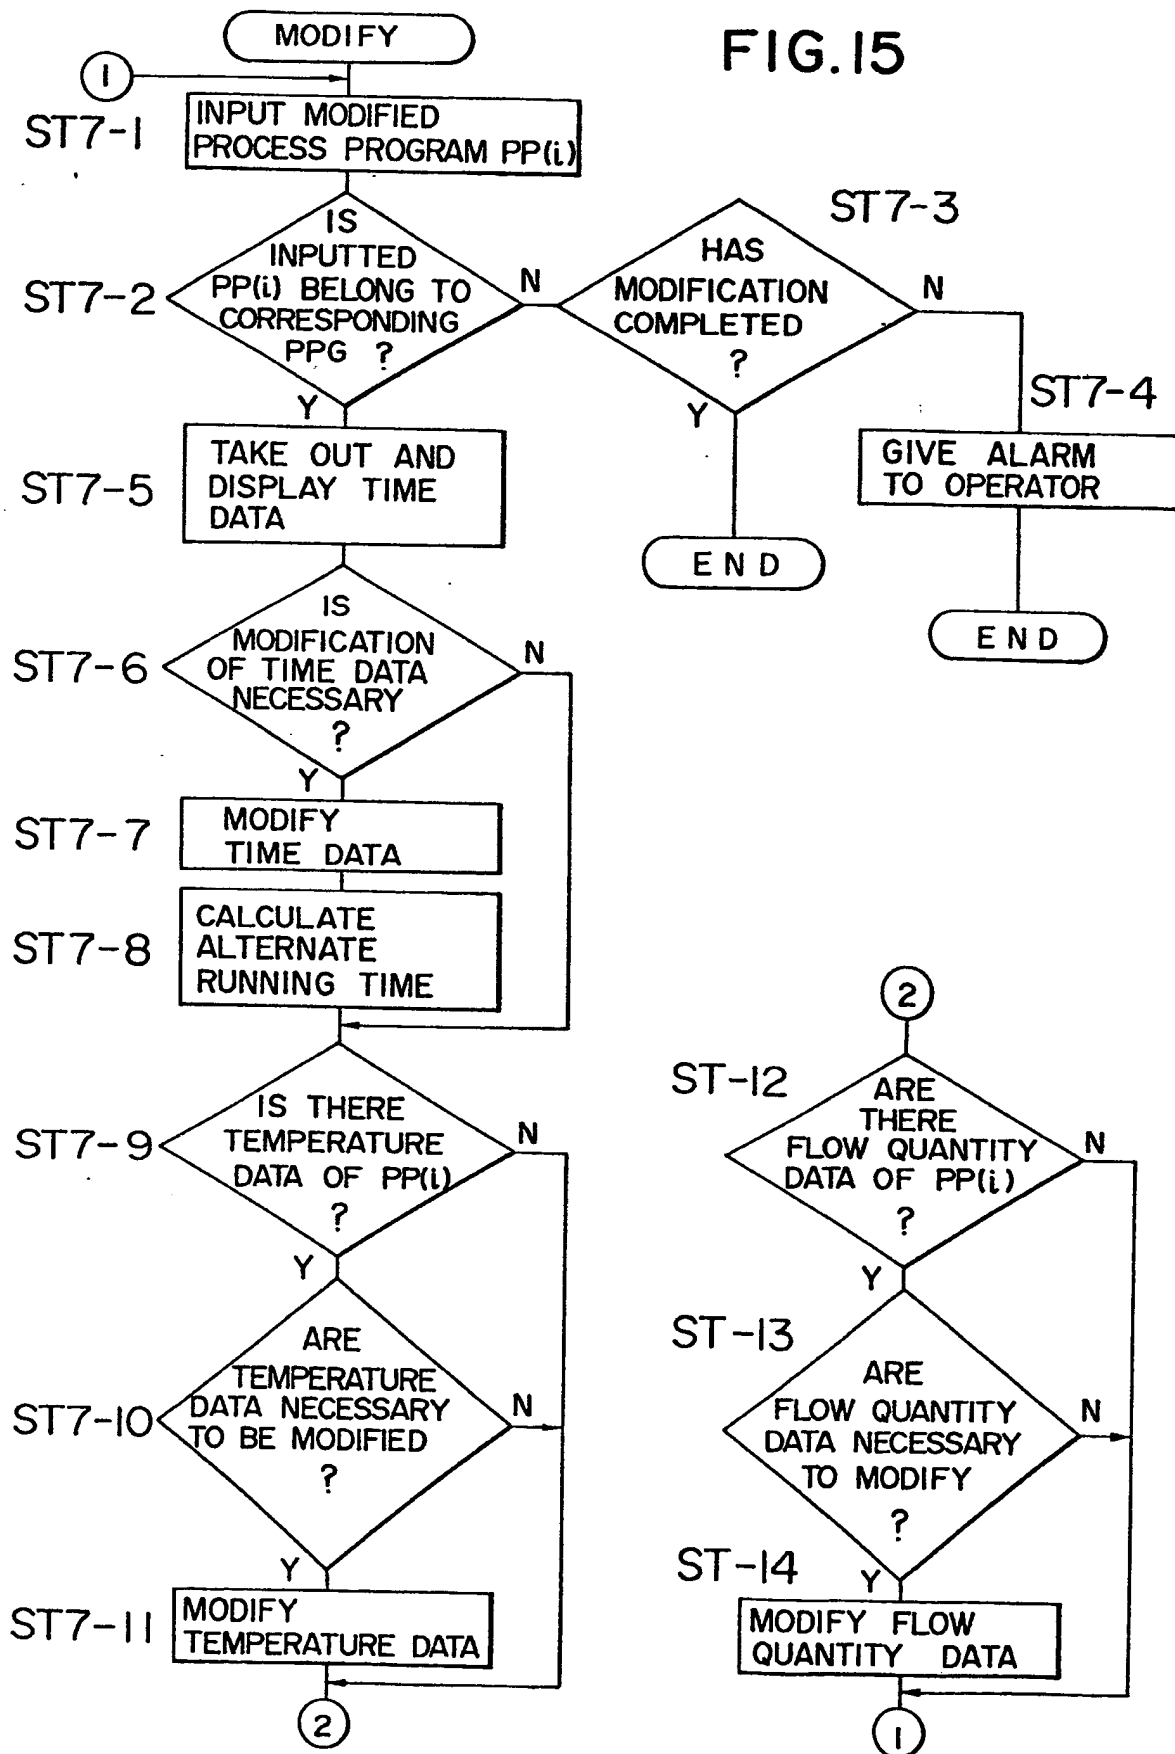 FIG.15
MODIFY
1
ST7-1
INPUT MODIFIED
PROCESS PROGRAM PP(i)
ST7-2
IS
INPUTTED
PP(i) BELONG TO
CORRESPONDING
PPG ?
N
Y
ST7-3
HAS
MODIFICATION
COMPLETED
?
N
Y
END
ST7-4
GIVE ALARM
TO OPERATOR
END
ST7-5
TAKE OUT AND
DISPLAY TIME
DATA
ST7-6
IS
MODIFICATION
OF TIME DATA
NECESSARY
?
N
Y
ST7-7
MODIFY
TIME DATA
ST7-8
CALCULATE
ALTERNATE
RUNNING TIME
ST7-9
IS THERE
TEMPERATURE
DATA OF PP(i)
?
N
Y
ST7-10
ARE
TEMPERATURE
DATA NECESSARY
TO BE MODIFIED
?
N
Y
ST7-11
MODIFY
TEMPERATURE DATA
2
2
ST-12
ARE
THERE
FLOW QUANTITY
DATA OF PP(i)
?
N
Y
ST-13
ARE
FLOW QUANTITY
DATA NECESSARY
TO MODIFY
?
N
Y
ST-14
MODIFY FLOW
QUANTITY DATA
1